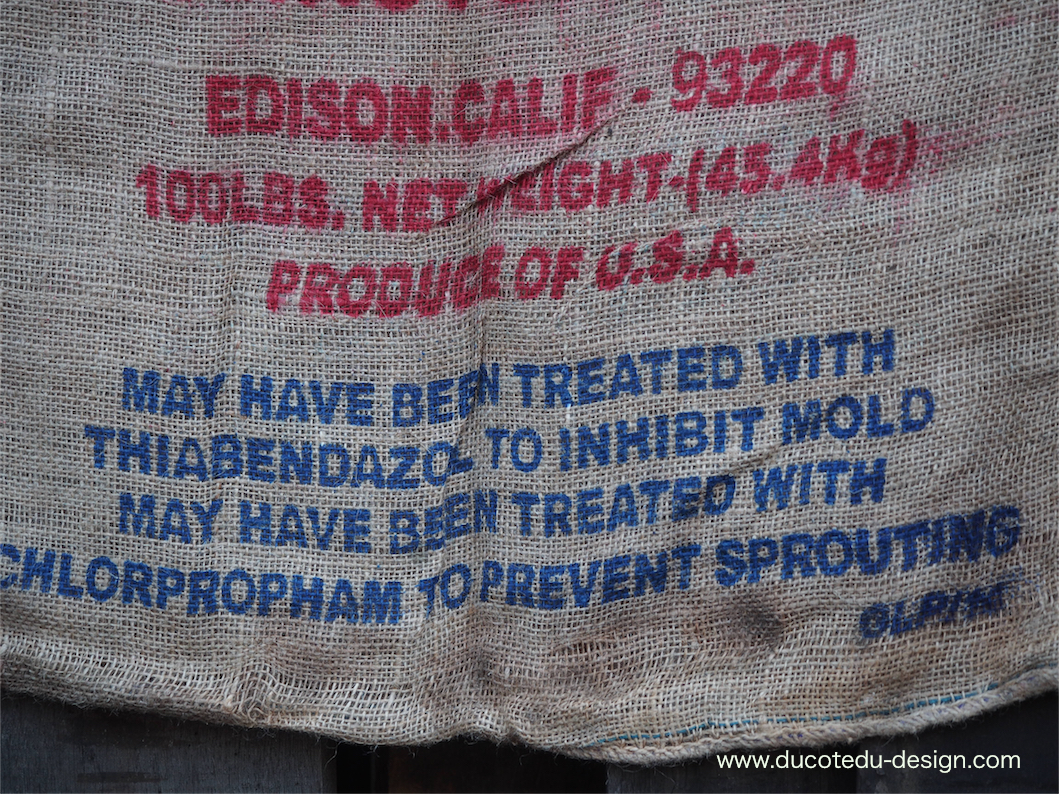 EDISON.CALIF - 93220
100LBS. NET WEIGHT-(45.4Kg)
PRODUCE OF U.S.A.
MAY HAVE BEEN TREATED WITH
THIABENDAZOL TO INHIBIT MOLD
MAY HAVE BEEN TREATED WITH
CHLORPROPHAM TO PREVENT SPROUTING
www.ducotedu-design.com